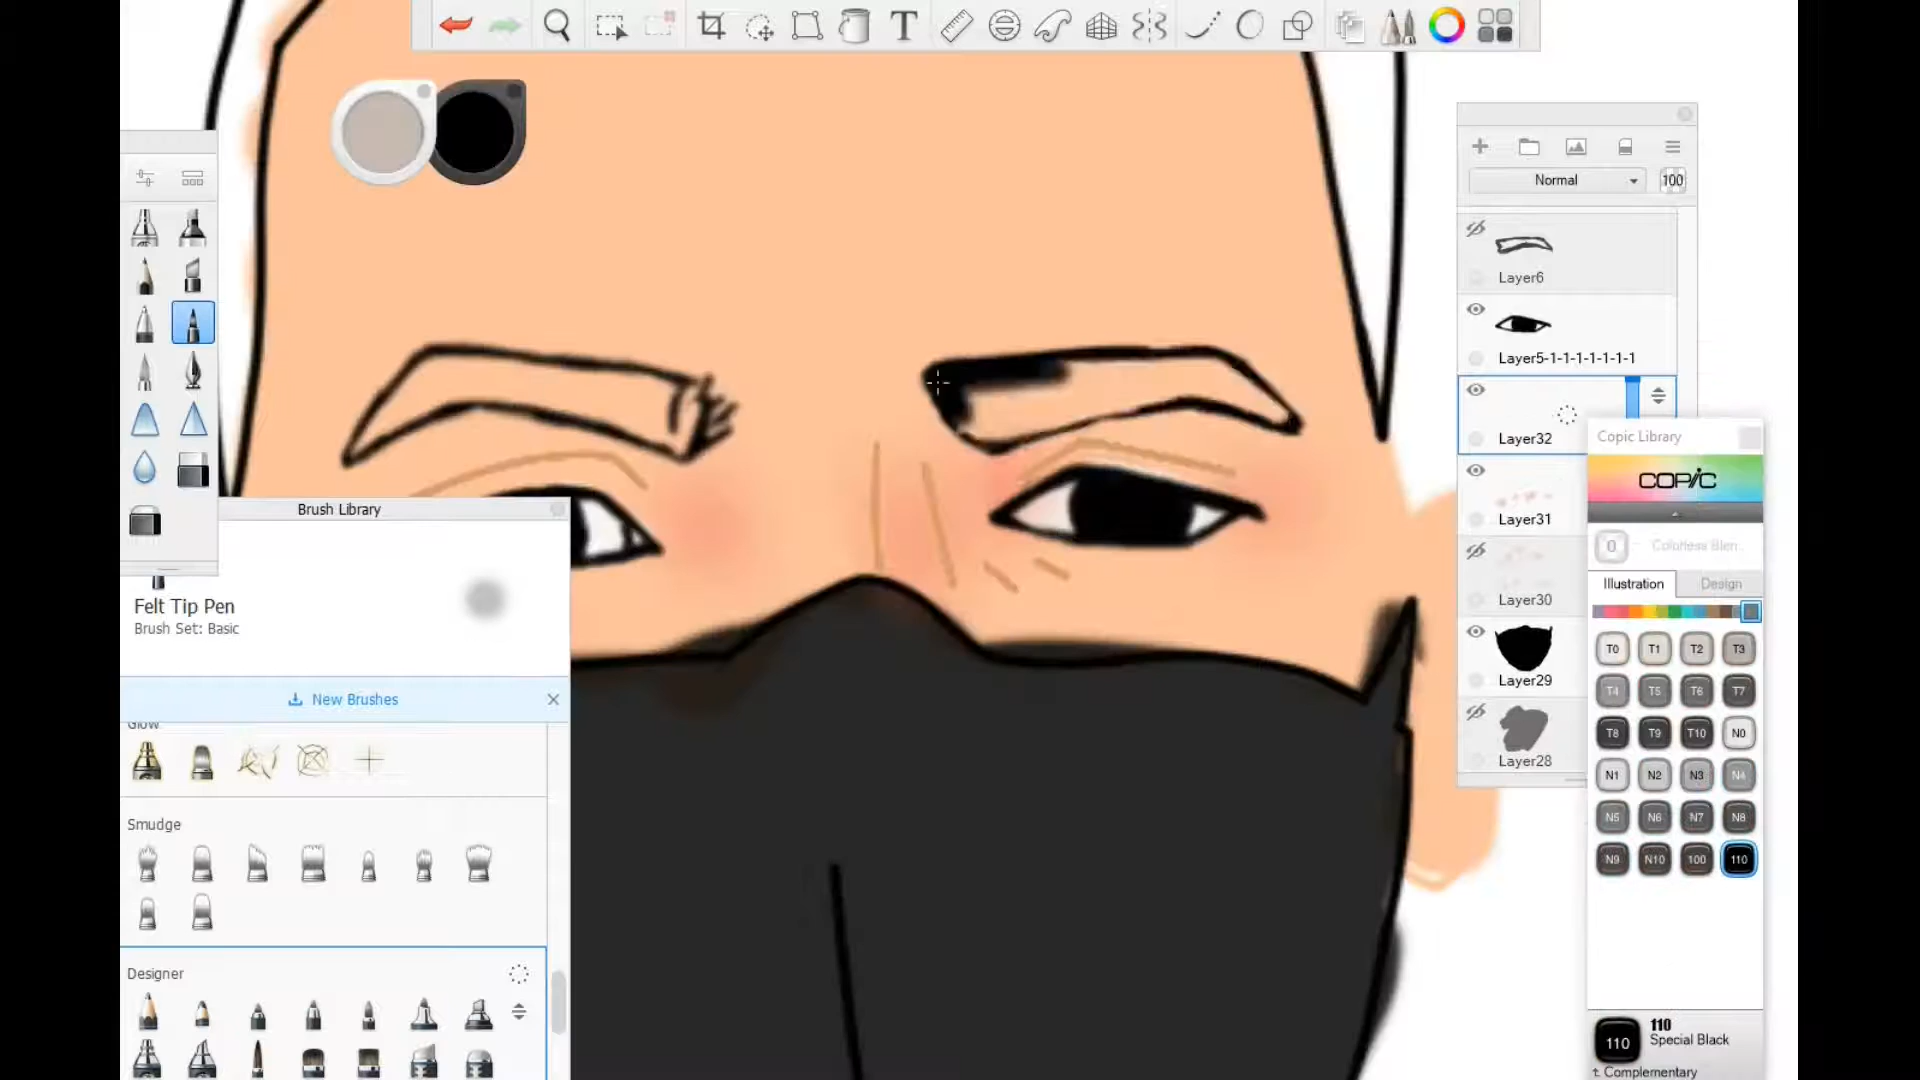 T
Normal
100
Layer6
Layer5-1-1-1-1-1-1-1
Layer32
Copic Library
COPIC
Layer31
0
Colorless Blen..
Illustration
Design
Layer30
T0 T1 T2 T3
Layer29
T4 T5 T6 T7
T8 T9 T10 N0
Layer28
N1 N2 N3 N4
N5 N6 N7 N8
N9 N10 100 110
110
110
Special Black
Complementary
Brush Library
Felt Tip Pen
Brush Set: Basic
New Brushes
Glow
Smudge
Designer